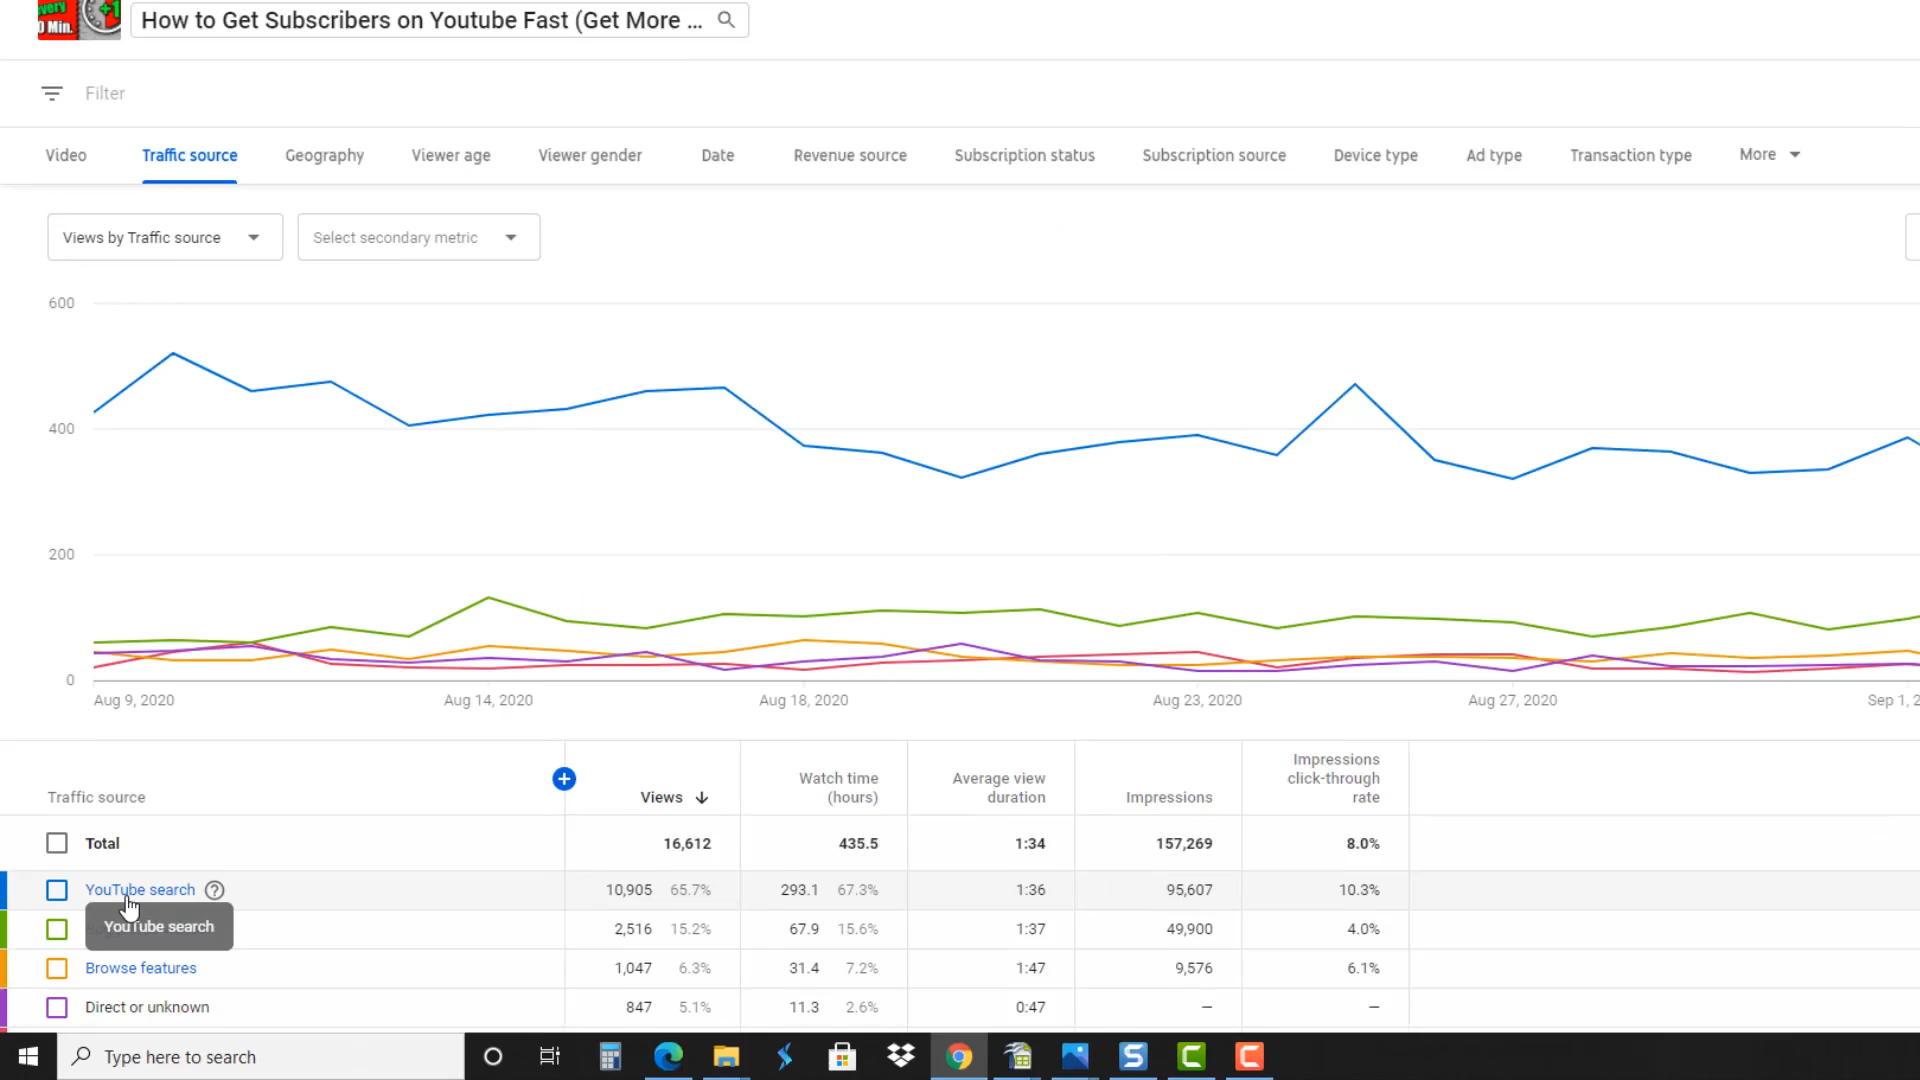 every
0 Min.
+1
How to Get Subscribers on Youtube Fast (Get More ...
Filter
Video Traffic source Geography Viewer age Viewer gender Date Revenue source Subscription status Subscription source Device type Ad type Transaction type More
Views by Traffic source Select secondary metric
600
400
200
0
Aug 9, 2020 Aug 14, 2020 Aug 18, 2020 Aug 23, 2020 Aug 27, 2020 Sep 1, 2
Traffic source Views Watch time (hours) Average view duration Impressions Impressions click-through rate
Total 16,612 435.5 1:34 157,269 8.0%
YouTube search 10,905 65.7% 293.1 67.3% 1:36 95,607 10.3%
YouTube search 2,516 15.2% 67.9 15.6% 1:37 49,900 4.0%
Browse features 1,047 6.3% 31.4 7.2% 1:47 9,576 6.1%
Direct or unknown 847 5.1% 11.3 2.6% 0:47 — —
Type here to search